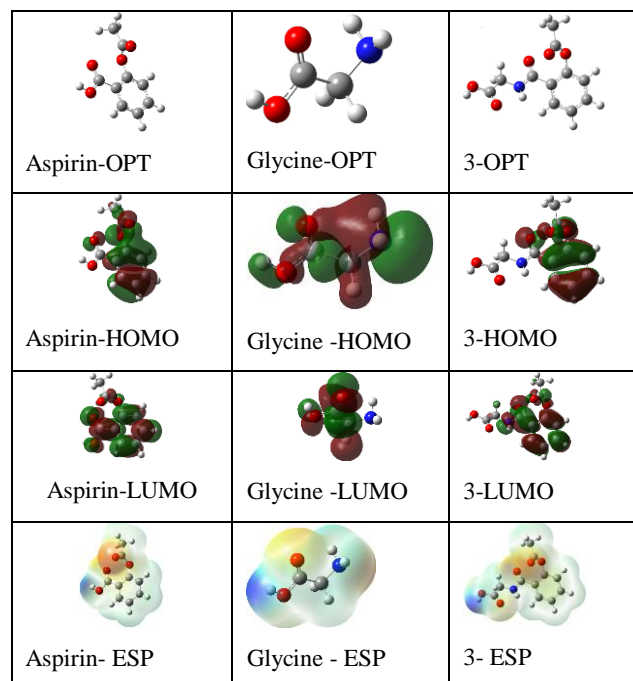 Aspirin-OPT
Glycine-OPT
3-OPT
Aspirin-HOMO
Glycine -HOMO
3-HOMO
Aspirin-LUMO
Glycine -LUMO
3-LUMO
Aspirin- ESP
Glycine - ESP
3- ESP